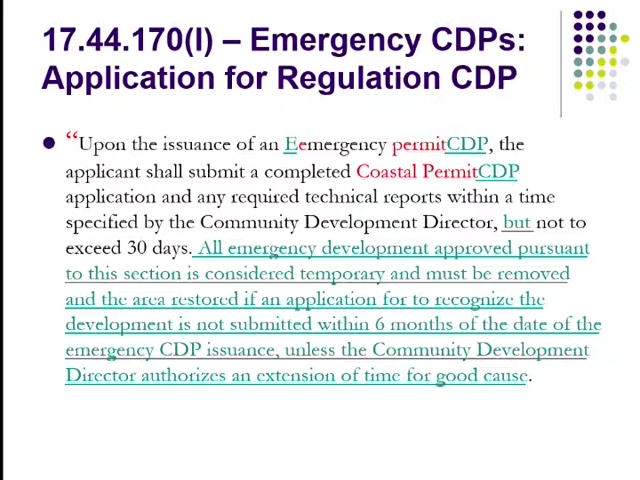 17.44.170(I) – Emergency CDPs:
Application for Regulation CDP
“Upon the issuance of an Eemergency permitCDP, the
applicant shall submit a completed Coastal PermitCDP
application and any required technical reports within a time
specified by the Community Development Director, but not to
exceed 30 days. All emergency development approved pursuant
to this section is considered temporary and must be removed
and the area restored if an application for to recognize the
development is not submitted within 6 months of the date of the
emergency CDP issuance, unless the Community Development
Director authorizes an extension of time for good cause.